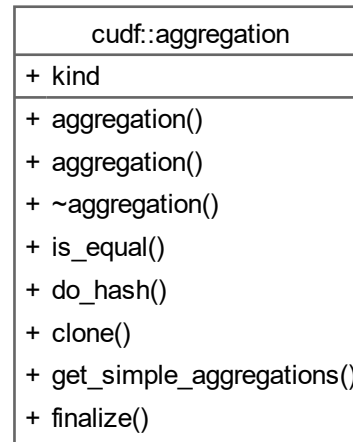 cudf::aggregation
+ kind
+ aggregation()
+ aggregation()
+ ~aggregation()
+ is_equal()
+ do_hash()
+ clone()
+ get_simple_aggregations()
+ finalize()